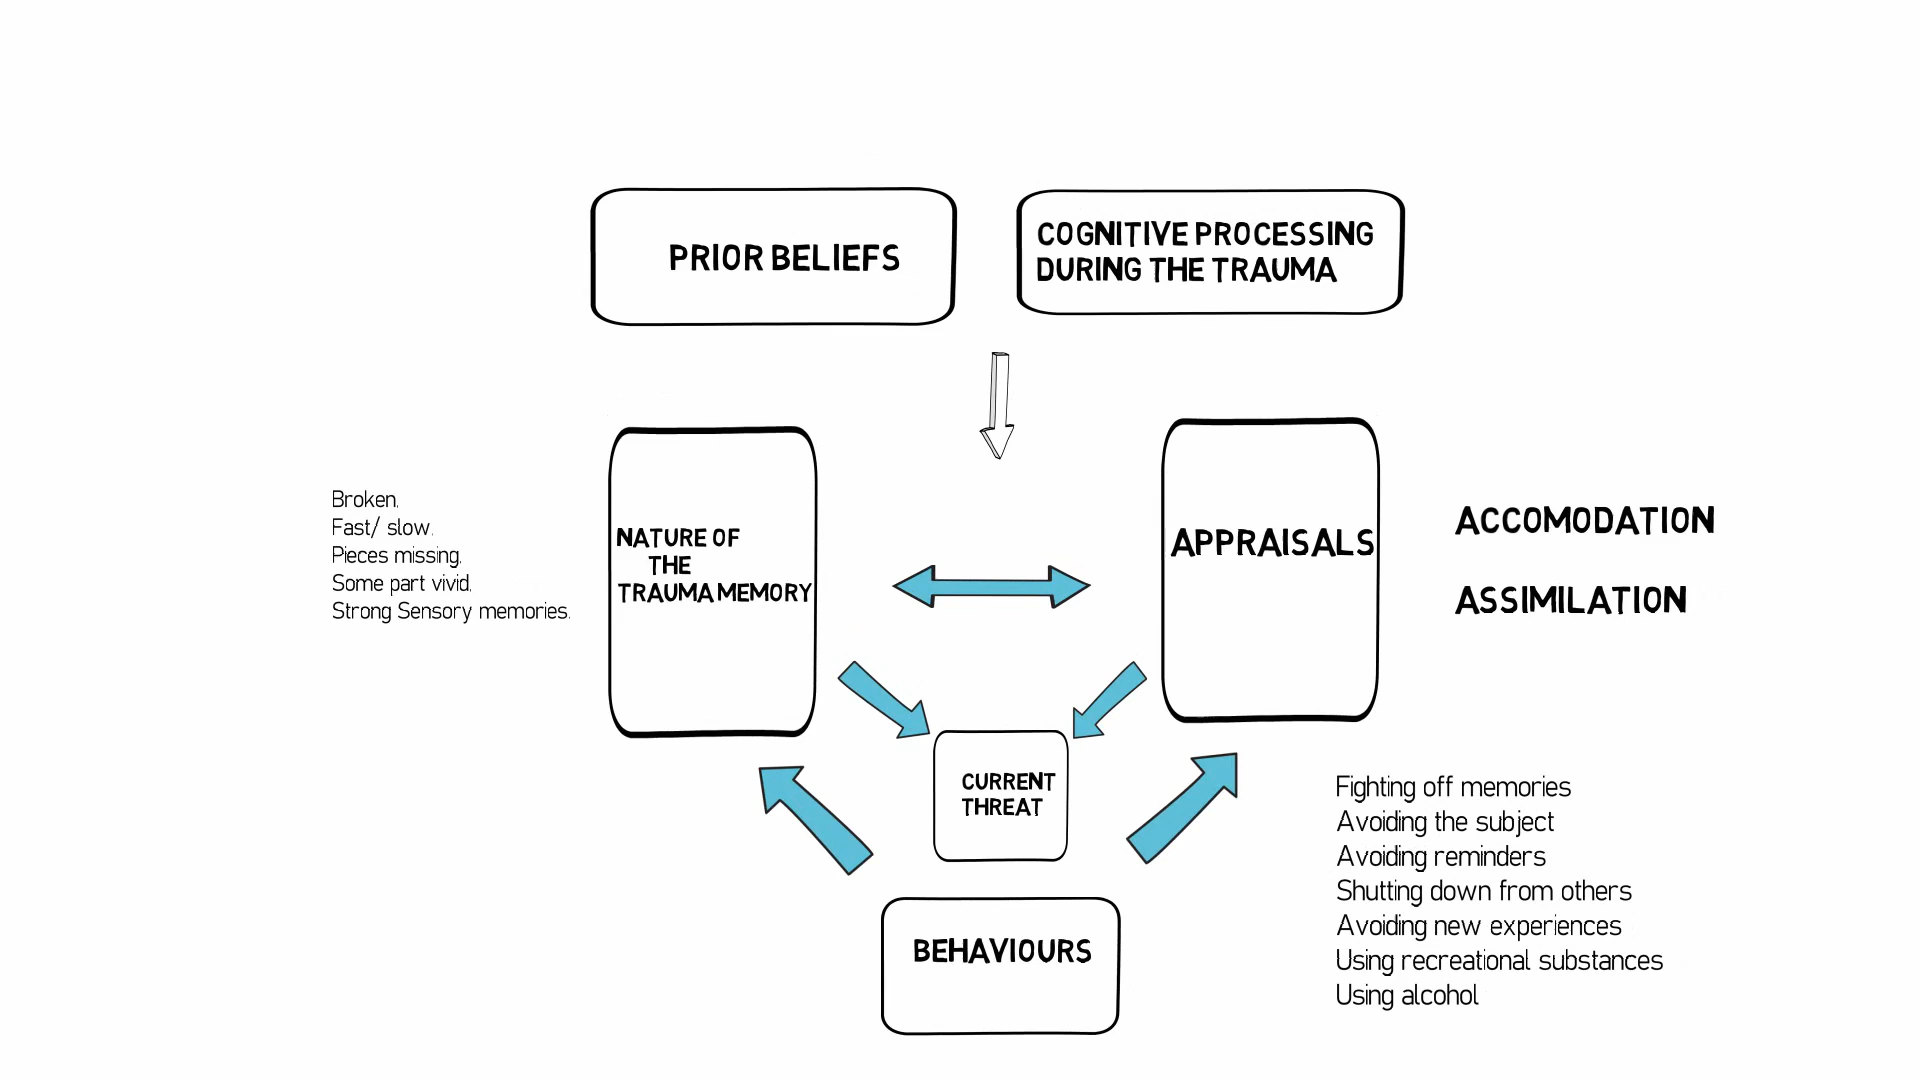 PRIOR BELIEFS
COGNITIVE PROCESSING
DURING THE TRAUMA
Broken.
Fast/ slow.
Pieces missing.
Some part vivid.
Strong Sensory memories.
NATURE OF
THE
TRAUMA MEMORY
APPRAISALS
ACCOMODATION
ASSIMILATION
CURRENT
THREAT
BEHAVIOURS
Fighting off memories
Avoiding the subject
Avoiding reminders
Shutting down from others
Avoiding new experiences
Using recreational substances
Using alcohol